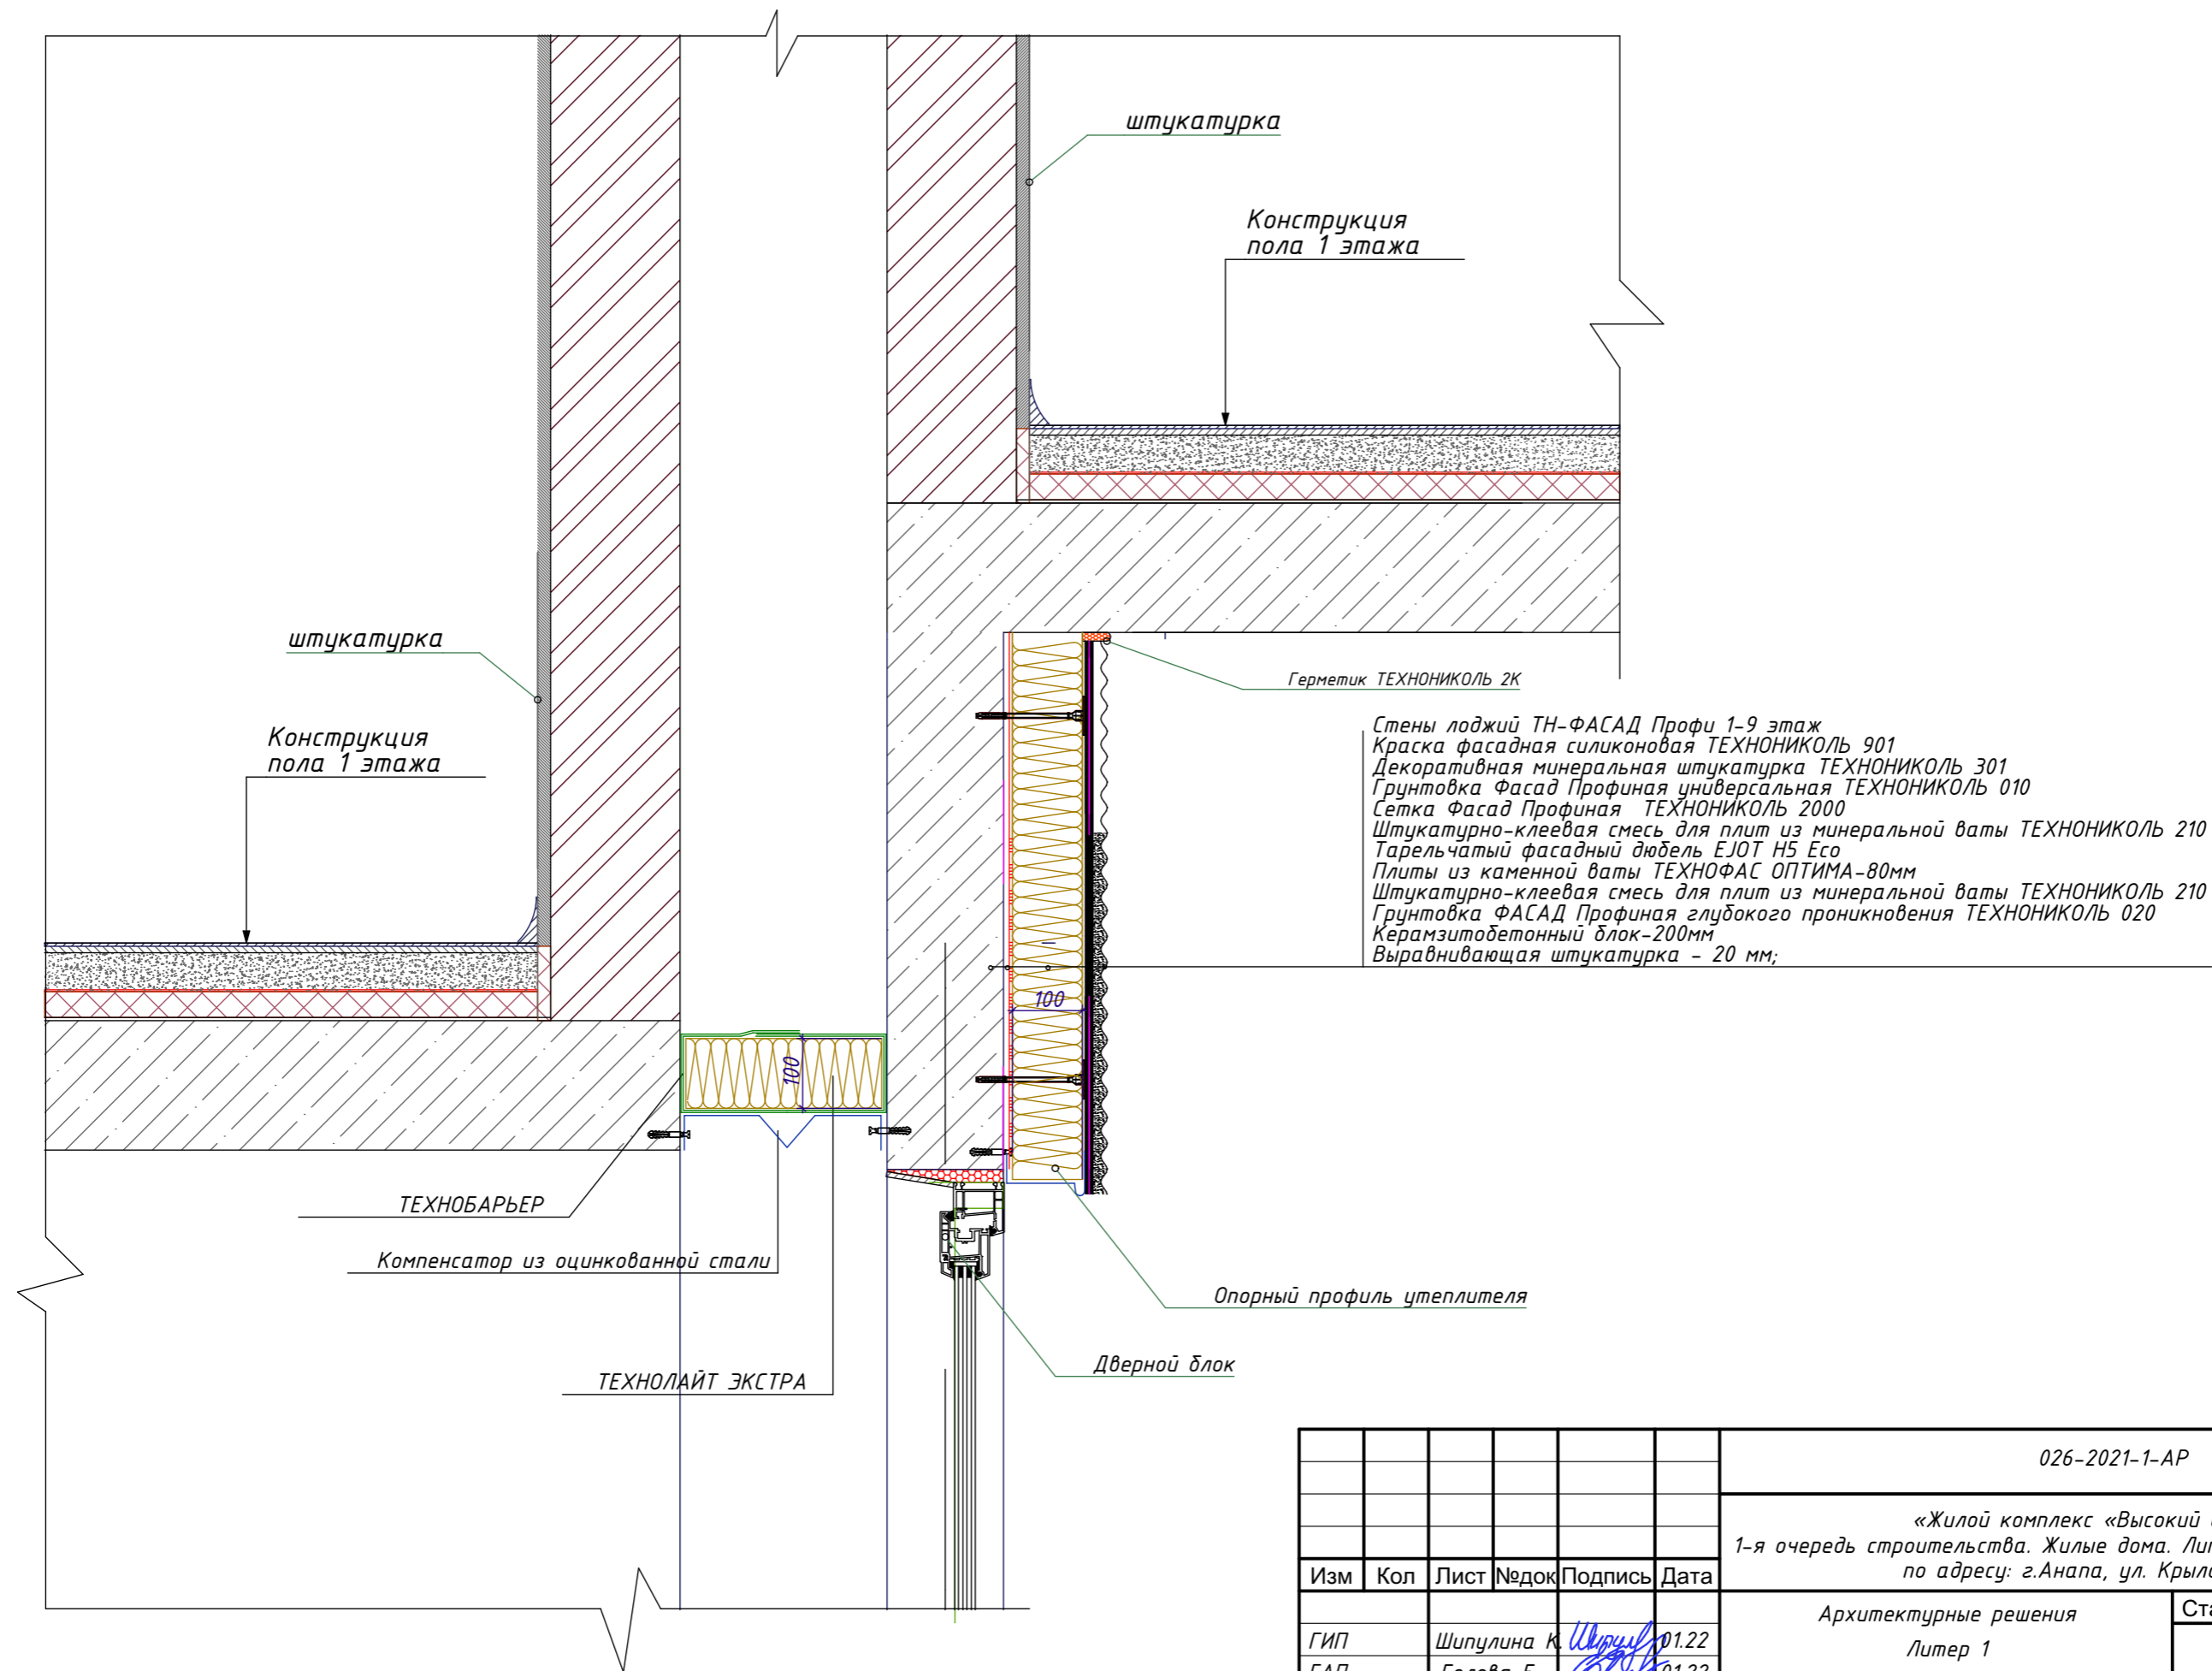 штукатурка
Конструкция
пола 1 этажа
штукатурка
Конструкция
пола 1 этажа
Герметик ТЕХНОНИКОЛЬ 2К
Стены лоджий ТН-ФАСАД Профи 1-9 этаж
Краска фасадная силиконовая ТЕХНОНИКОЛЬ 901
Декоративная минеральная штукатурка ТЕХНОНИКОЛЬ 301
Грунтовка Фасад Профиная универсальная ТЕХНОНИКОЛЬ 010
Сетка Фасад Профиная ТЕХНОНИКОЛЬ 2000
Штукатурно-клеевая смесь для плит из минеральной ваты ТЕХНОНИКОЛЬ 210
Тарельчатый фасадный дюбель EJOT H5 Eco
Плиты из каменной ваты ТЕХНОФАС ОПТИМА-80мм
Штукатурно-клеевая смесь для плит из минеральной ваты ТЕХНОНИКОЛЬ 210
Грунтовка ФАСАД Профиная глубокого проникновения ТЕХНОНИКОЛЬ 020
Керамзитобетонный блок-200мм
Выравнивающая штукатурка - 20 мм;
100
100
ТЕХНОБАРЬЕР
Компенсатор из оцинкованной стали
Опорный профиль утеплителя
Дверной блок
ТЕХНОЛАЙТ ЭКСТРА
026-2021-1-АР
«Жилой комплекс «Высокий
1-я очередь строительства. Жилые дома.
по адресу: г.Анапа, ул.
Изм Кол Лист №док Подпись Дата
Архитектурные решения
Литер 1
ГИП Шипулина К. 01.22
01.22